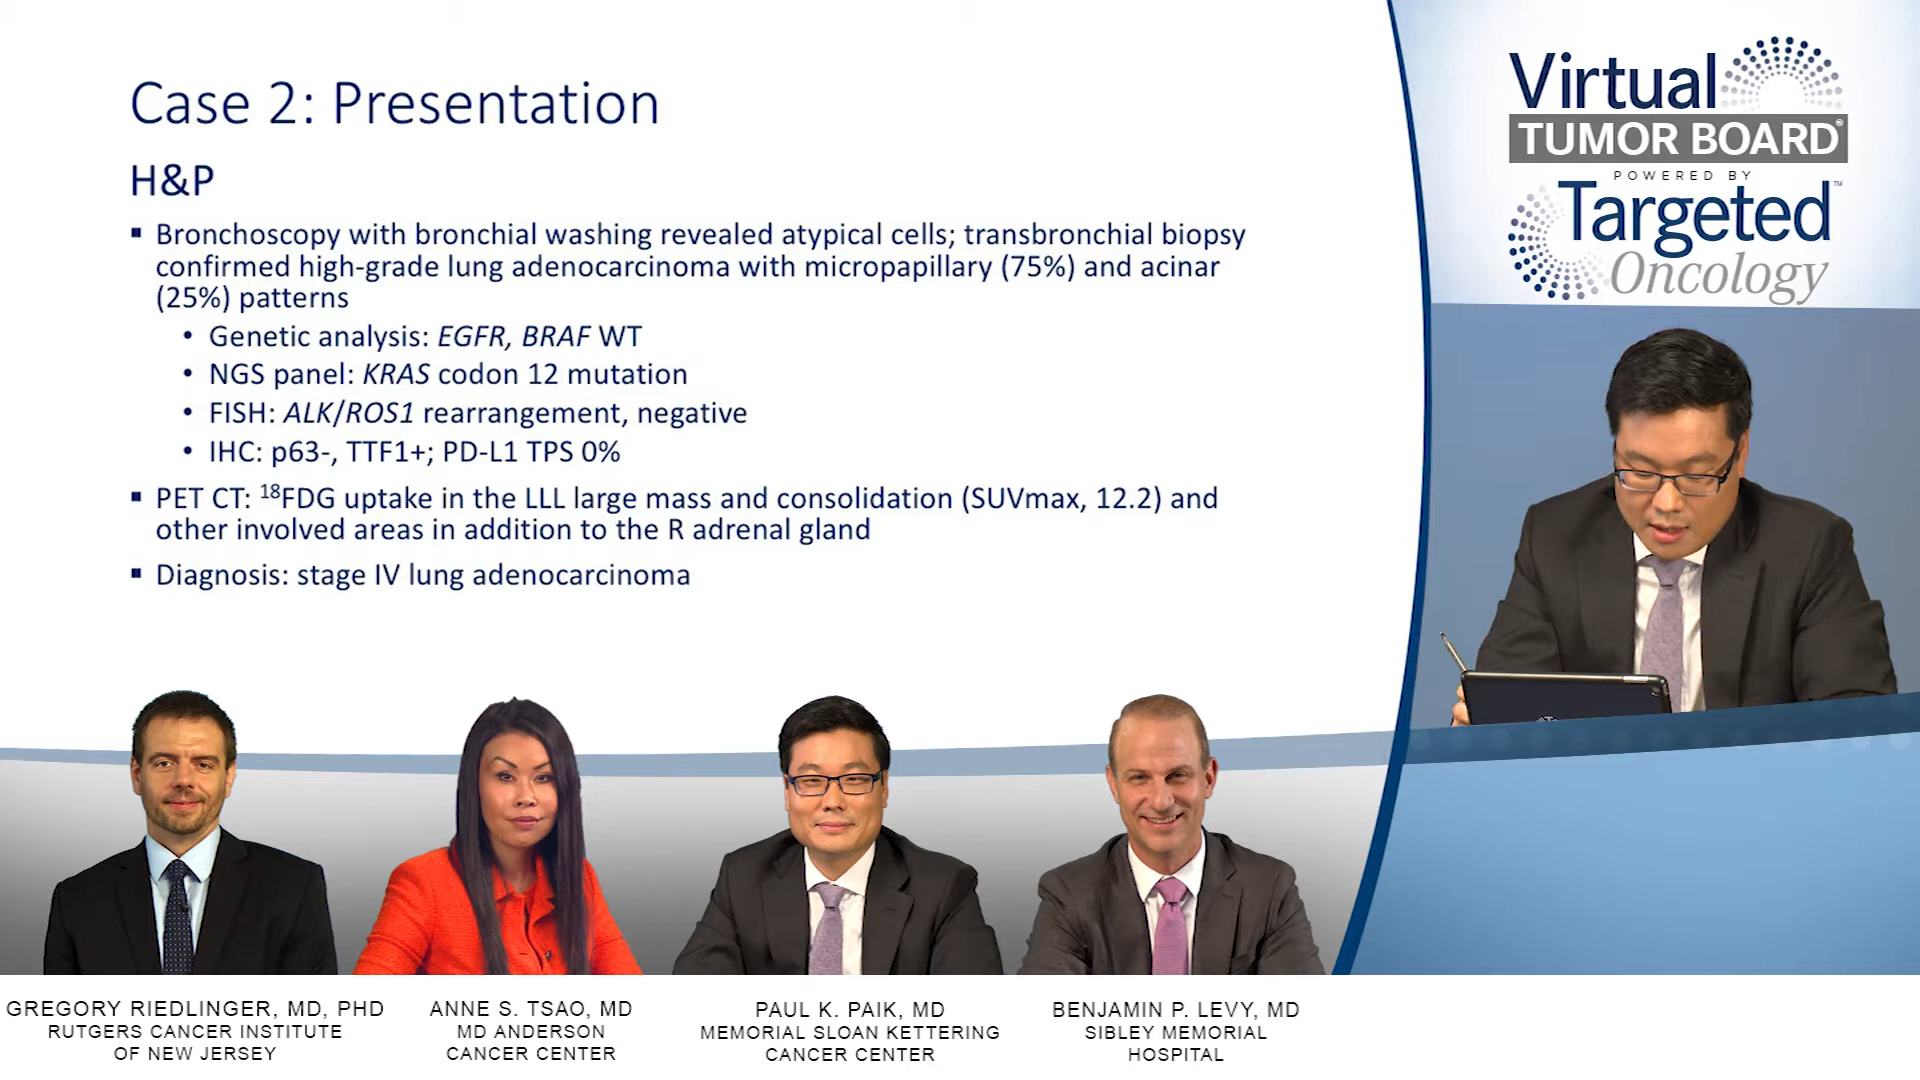 Case 2: Presentation
H&P
▪ Bronchoscopy with bronchial washing revealed atypical cells; transbronchial biopsy
confirmed high-grade lung adenocarcinoma with micropapillary (75%) and acinar
(25%) patterns
• Genetic analysis: EGFR, BRAF WT
• NGS panel: KRAS codon 12 mutation
• FISH: ALK/ROS1 rearrangement, negative
• IHC: p63-, TTF1+; PD-L1 TPS 0%
▪ PET CT: ¹⁸FDG uptake in the LLL large mass and consolidation (SUVmax, 12.2) and
other involved areas in addition to the R adrenal gland
▪ Diagnosis: stage IV lung adenocarcinoma
Virtual
TUMOR BOARD®
POWERED BY
Targeted™
Oncology
GREGORY RIEDLINGER, MD, PHD
RUTGERS CANCER INSTITUTE
OF NEW JERSEY
ANNE S. TSAO, MD
MD ANDERSON
CANCER CENTER
PAUL K. PAIK, MD
MEMORIAL SLOAN KETTERING
CANCER CENTER
BENJAMIN P. LEVY, MD
SIBLEY MEMORIAL
HOSPITAL